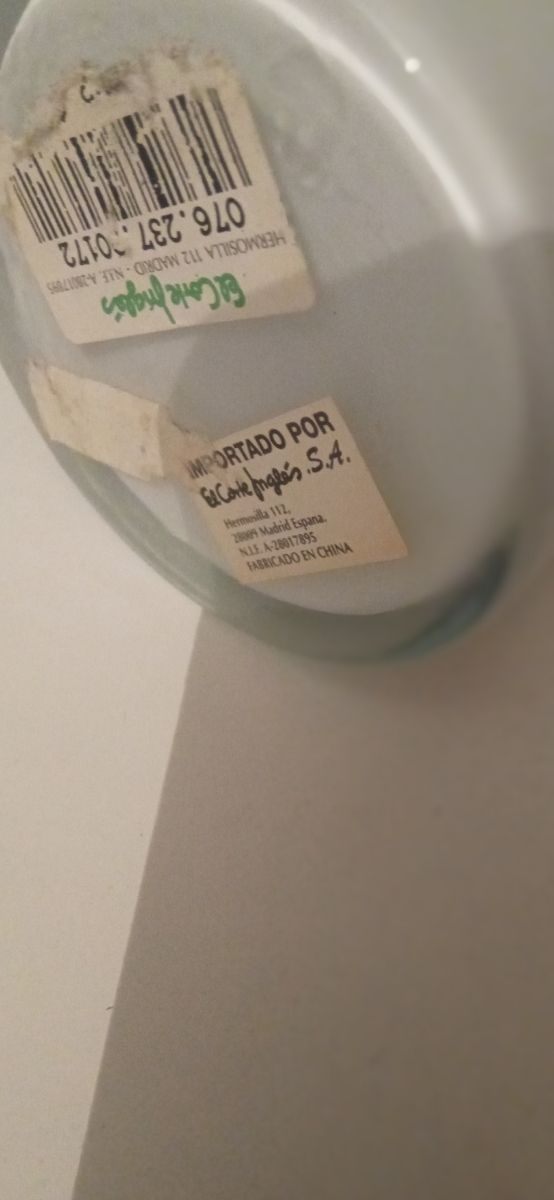 El Corte Inglés
HERMOSILLA 112 MADRID - N.I.F. A-28017895
076.237. 0172
IMPORTADO POR
El Corte Inglés, S.A.
Hermosilla 112,
28009 Madrid Espana.
N.I.F. A-28017895
FABRICADO EN CHINA